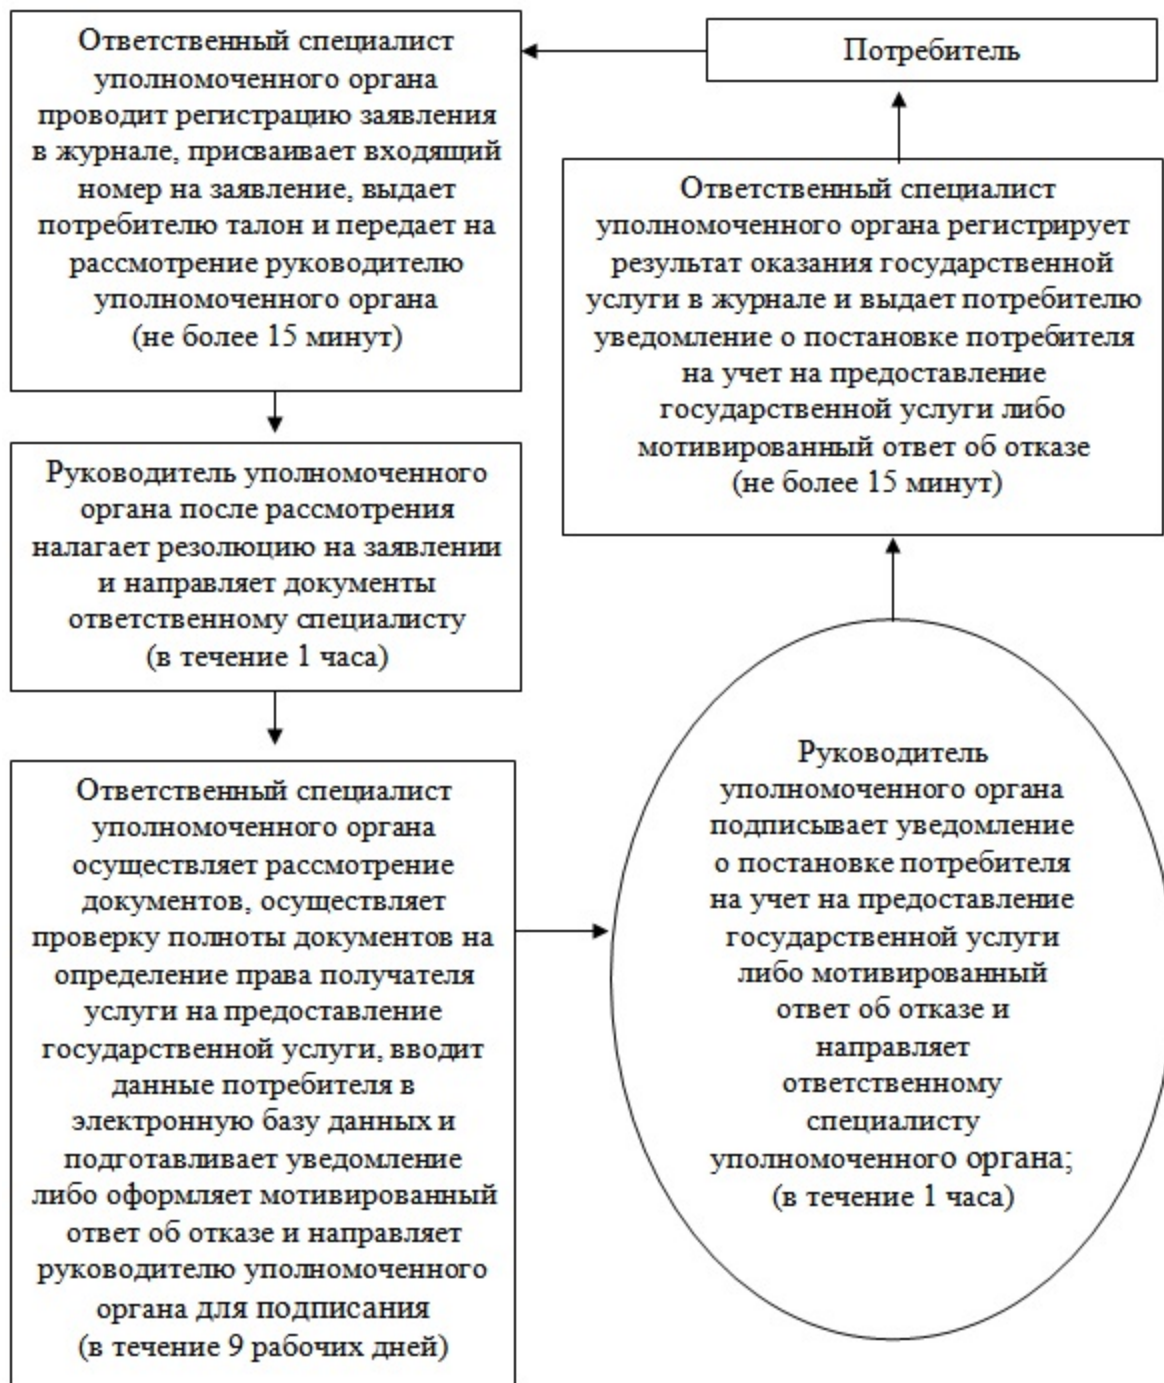 Потребитель
Ответственный специалист
уполномоченного органа
проводит регистрацию заявления
в журнале, присваивает входящий
номер на заявление, выдает
потребителю талон и передает на
рассмотрение руководителю
уполномоченного органа
(не более 15 минут)
Руководитель уполномоченного
органа после рассмотрения
налагает резолюцию на заявлении
и направляет документы
ответственному специалисту
(в течение 1 часа)
Ответственный специалист
уполномоченного органа
осуществляет рассмотрение
документов, осуществляет
проверку полноты документов на
определение права получателя
услуги на предоставление
государственной услуги, вводит
данные потребителя в
электронную базу данных и
подготавливает уведомление
либо оформляет мотивированный
ответ об отказе и направляет
руководителю уполномоченного
органа для подписания
(в течение 9 рабочих дней)
Руководитель
уполномоченного органа
подписывает уведомление
о постановке потребителя
на учет на предоставление
государственной услуги
либо мотивированный
ответ об отказе и
направляет
ответственному
специалисту
уполномоченного органа;
(в течение 1 часа)
Ответственный специалист
уполномоченного органа регистрирует
результат оказания государственной
услуги в журнале и выдает потребителю
уведомление о постановке потребителя
на учет на предоставление
государственной услуги либо
мотивированный ответ об отказе
(не более 15 минут)